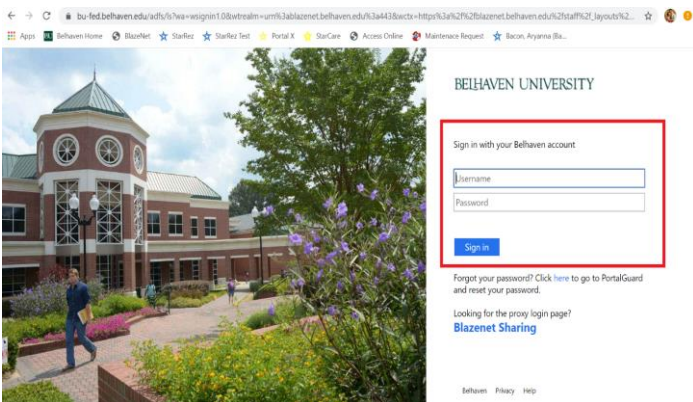 bu-fed.belhaven.edu/adfs/ls?wa=wsignin1.0&wtrealm=urn%3ablazenet.belhaven.edu%3a443&wctx=https%3a%2f%2fblazenet.belhaven.edu%2fstaff%2f_layouts%2...
Apps Belhaven Home BlazeNet StarRez StarRez Test Portal X StarCare Access Online Maintenace Request Bacon, Aryanna (Ba...
BELHAVEN UNIVERSITY
Sign in with your Belhaven account
Username
Password
Sign in
Forgot your password? Click here to go to PortalGuard
and reset your password.
Looking for the proxy login page?
Blazenet Sharing
Belhaven Privacy Help